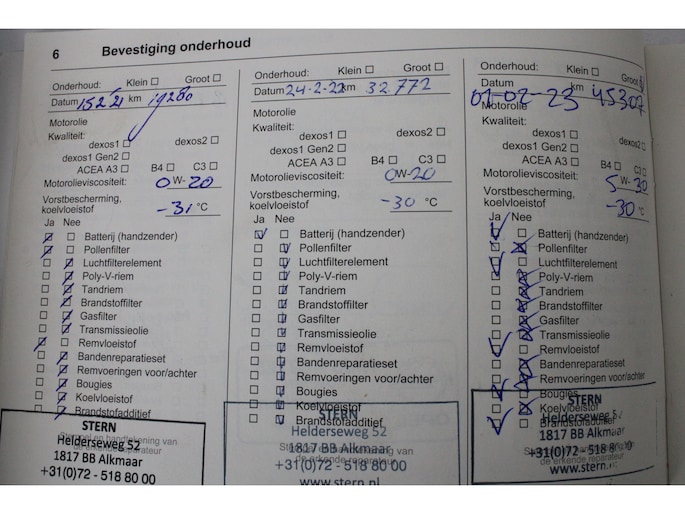 6 Bevestiging onderhoud
Onderhoud: Klein Groot
Datum 15221 km 19280
Motorolie
Kwaliteit:
dexos1 dexos2
dexos1 Gen2
ACEA A3 B4 C3
Motorolieviscositeit: 0W-20
Vorstbescherming,
koelvloeistof -31 °C
Ja Nee
Batterij (handzender)
Pollenfilter
Luchtfilterelement
Poly-V-riem
Tandriem
Brandstoffilter
Gasfilter
Transmissieolie
Remvloeistof
Bandenreparatieset
Remvoeringen voor/achter
Bougies
Koelvloeistof
Brandstofadditief
STERN
Helderseweg 52
1817 BB Alkmaar
+31(0)72 - 518 80 00
Onderhoud: Klein Groot
Datum 24-2-22 km 32.772
Motorolie
Kwaliteit:
dexos1 dexos2
dexos1 Gen2
ACEA A3 B4 C3
Motorolieviscositeit: 0W-20
Vorstbescherming,
koelvloeistof -30 °C
Ja Nee
Batterij (handzender)
Pollenfilter
Luchtfilterelement
Poly-V-riem
Tandriem
Brandstoffilter
Gasfilter
Transmissieolie
Remvloeistof
Bandenreparatieset
Remvoeringen voor/achter
Bougies
Koelvloeistof
Brandstofadditief
STERN
Helderseweg 52
1817 BB Alkmaar
+31(0)72 - 518 80 00
www.stern.nl
Onderhoud: Klein Groot
Datum 01-02-23 km 45307
Motorolie
Kwaliteit:
dexos1 dexos2
dexos1 Gen2
ACEA A3 B4 C3
Motorolieviscositeit: 5W-30
Vorstbescherming,
koelvloeistof -30 °C
Ja Nee
Batterij (handzender)
Pollenfilter
Luchtfilterelement
Poly-V-riem
Tandriem
Brandstoffilter
Gasfilter
Transmissieolie
Remvloeistof
Bandenreparatieset
Remvoeringen voor/achter
Bougies
Koelvloeistof
Brandstofadditief
STERN
Helderseweg 52
1817 BB Alkmaar
+31(0)72 - 518 8
www.stern.